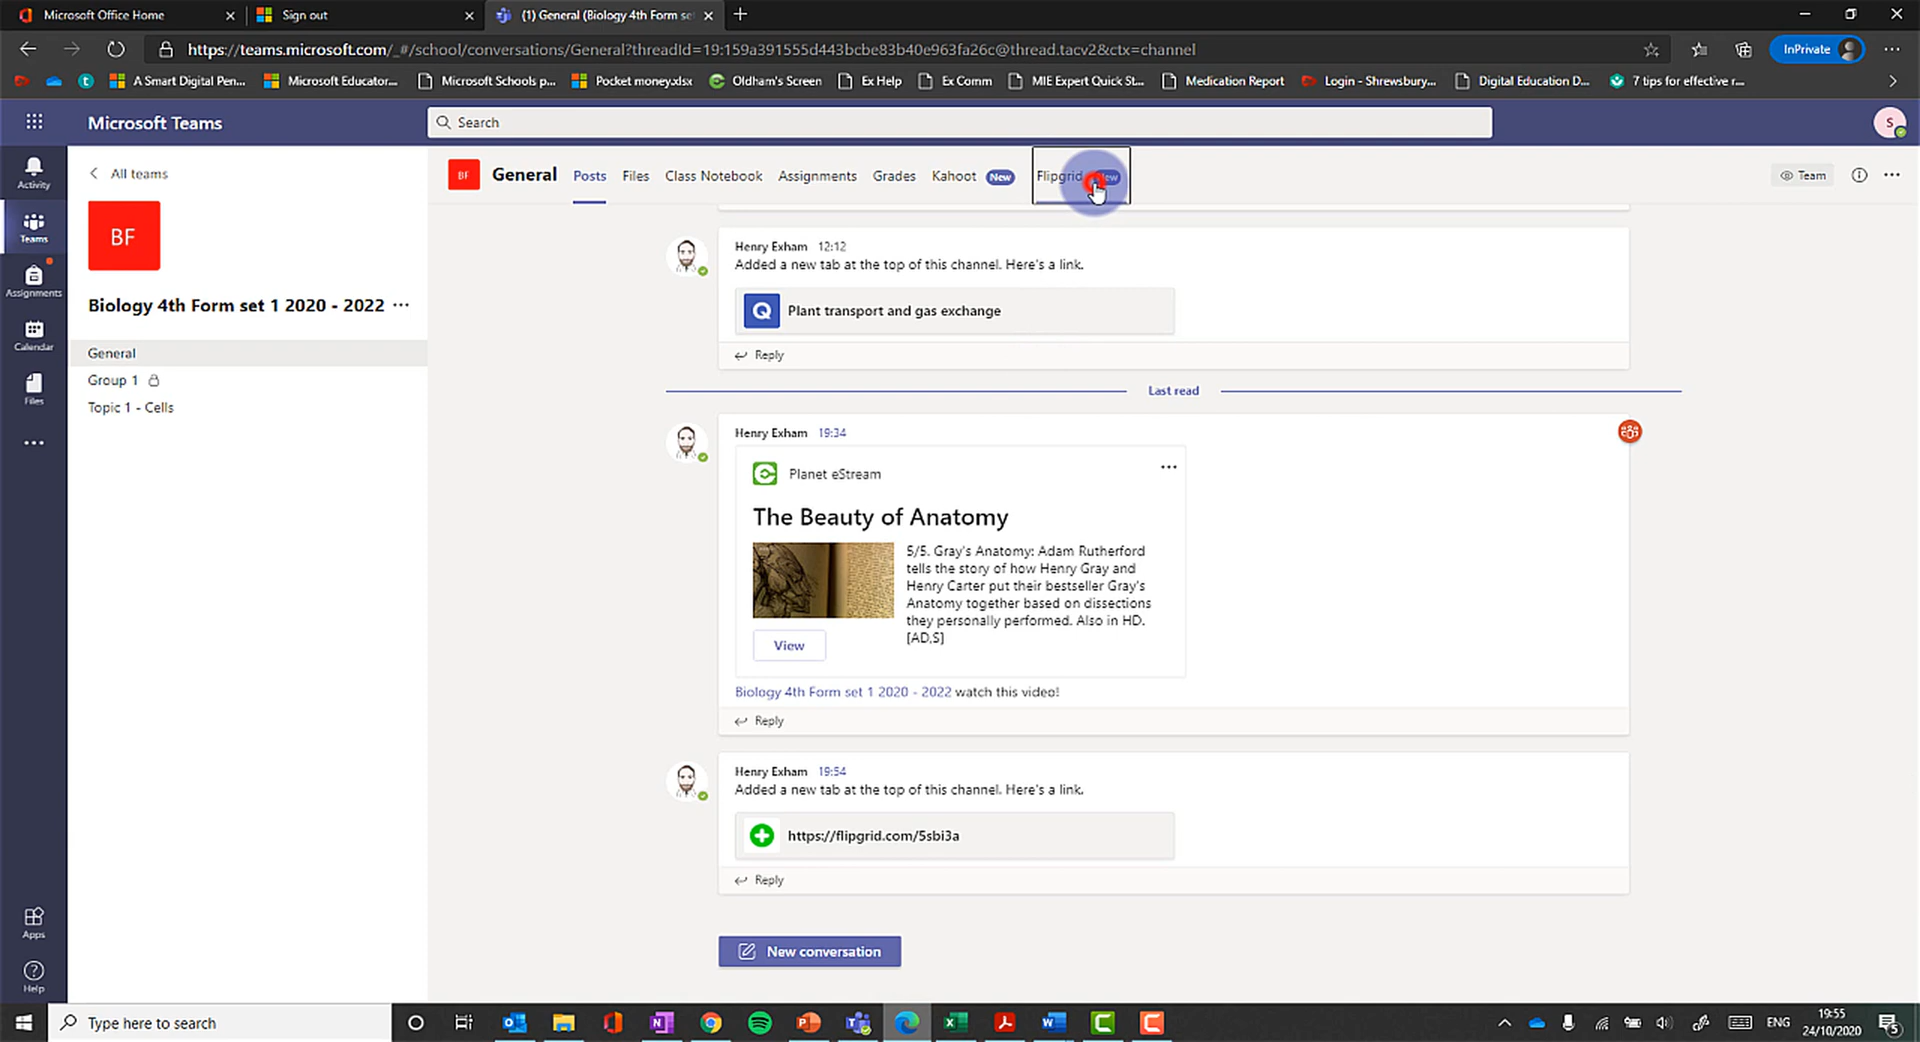 Microsoft Office Home
Sign out
(1) General (Biology 4th Form se
https://teams.microsoft.com/_#/school/conversations/General?threadId=19:159a391555d443bcbe83b40e963fa26c@thread.tacv2&ctx=channel
InPrivate
A Smart Digital Pen...
Microsoft Educator...
Microsoft Schools p...
Pocket money.xlsx
Oldham's Screen
Ex Help
Ex Comm
MIE Expert Quick St...
Medication Report
Login - Shrewsbury...
Digital Education D...
7 tips for effective r...
Microsoft Teams
Search
S
Activity
Teams
Assignments
Calendar
Files
Apps
Help
All teams
BF
Biology 4th Form set 1 2020 - 2022
General
Group 1
Topic 1 - Cells
BF
General
Posts
Files
Class Notebook
Assignments
Grades
Kahoot
New
Flipgrid
Team
Henry Exham 12:12
Added a new tab at the top of this channel. Here's a link.
Q
Plant transport and gas exchange
Reply
Last read
Henry Exham 19:34
Planet eStream
The Beauty of Anatomy
5/5. Gray's Anatomy: Adam Rutherford
tells the story of how Henry Gray and
Henry Carter put their bestseller Gray's
Anatomy together based on dissections
they personally performed. Also in HD.
[AD,S]
View
Biology 4th Form set 1 2020 - 2022 watch this video!
Reply
Henry Exham 19:54
Added a new tab at the top of this channel. Here's a link.
https://flipgrid.com/5sbi3a
Reply
New conversation
Type here to search
ENG
19:55
24/10/2020
5